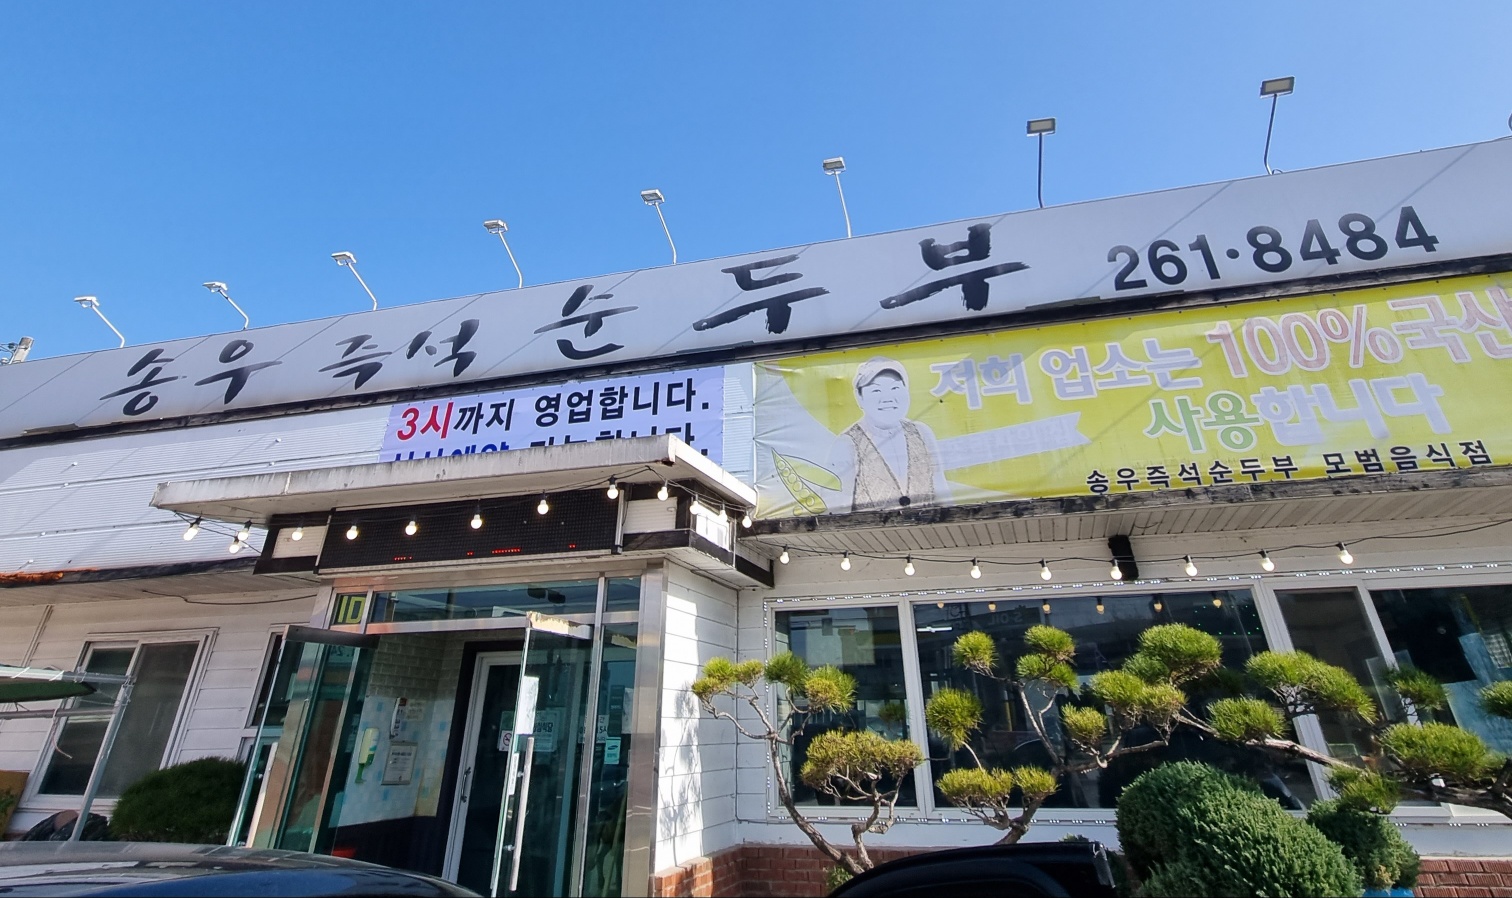 송우 즉석 순두부 261·8484
3시까지 영업합니다.
저희 업소는 100% 국산
사용합니다
송우즉석순두부 모범음식점